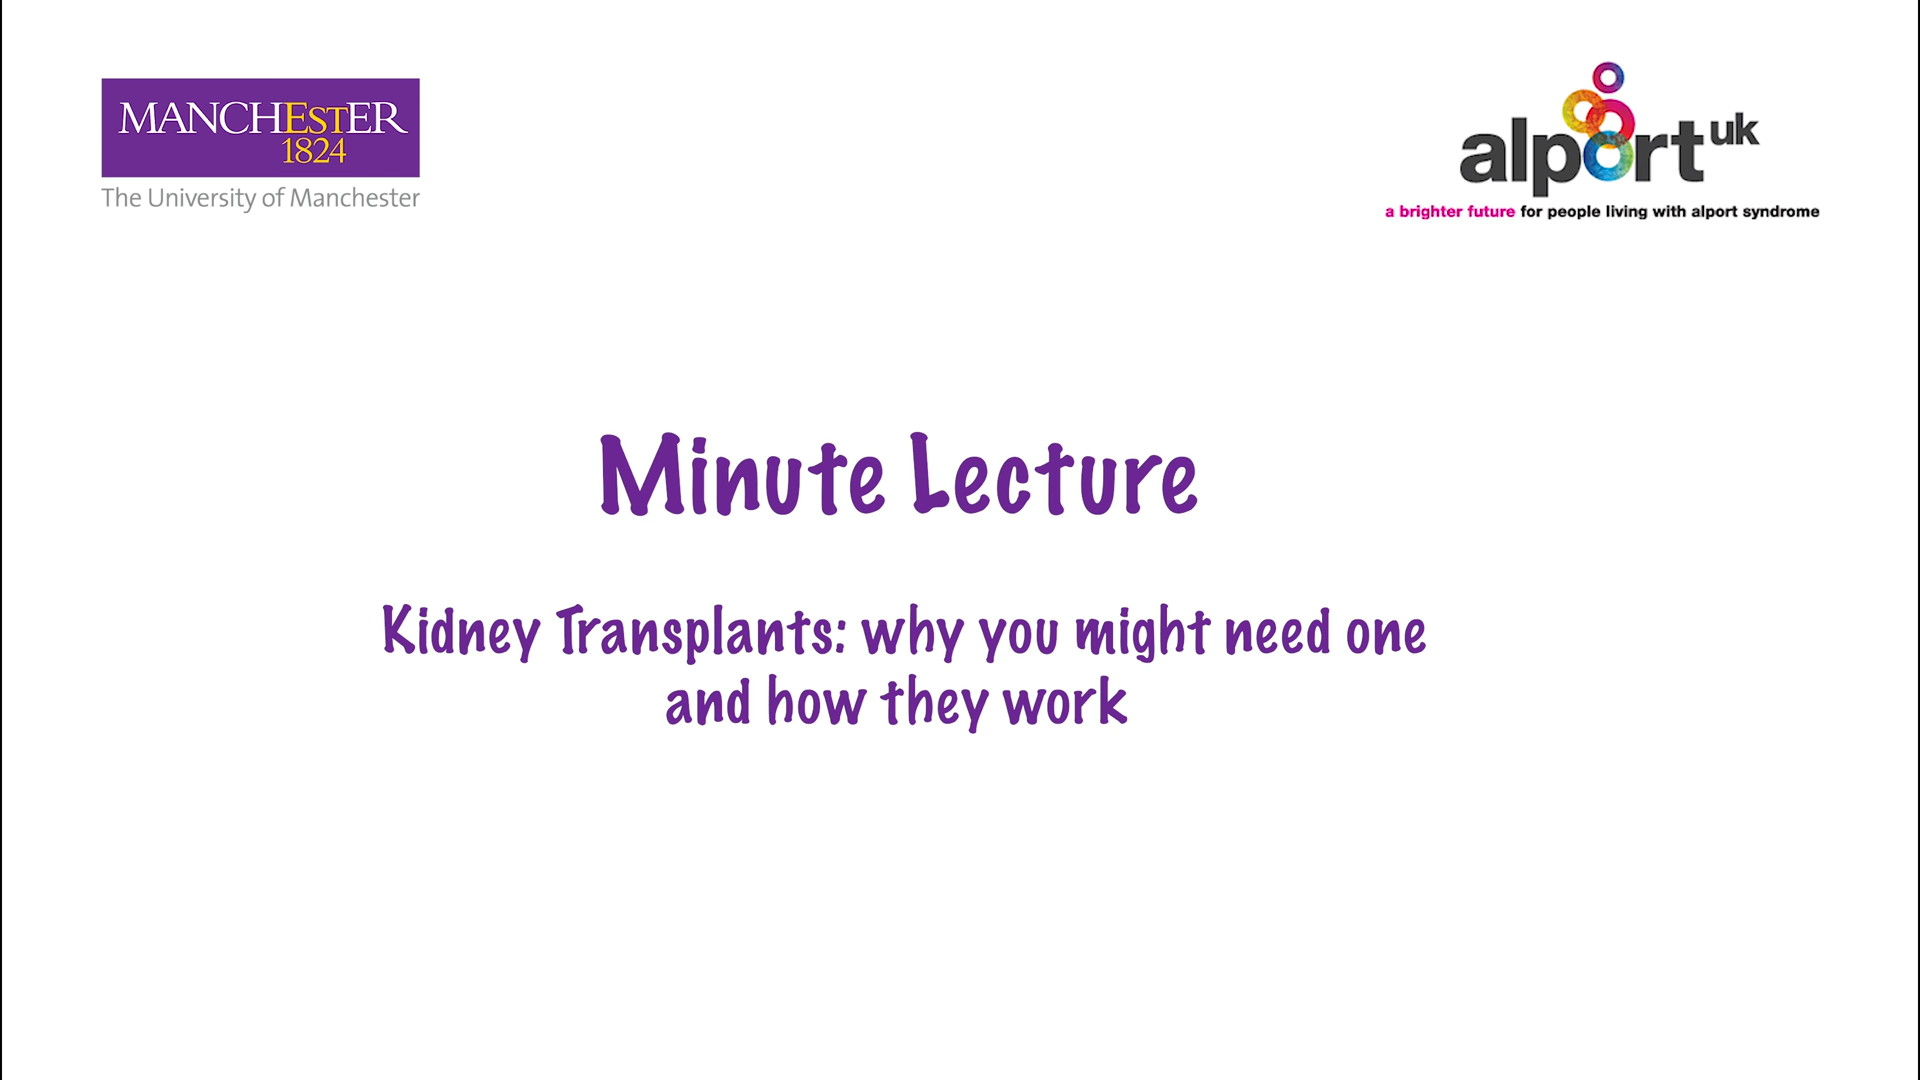 MANCHESTER
1824
The University of Manchester
alport uk
a brighter future for people living with alport syndrome
Minute Lecture
Kidney Transplants: why you might need one
and how they work